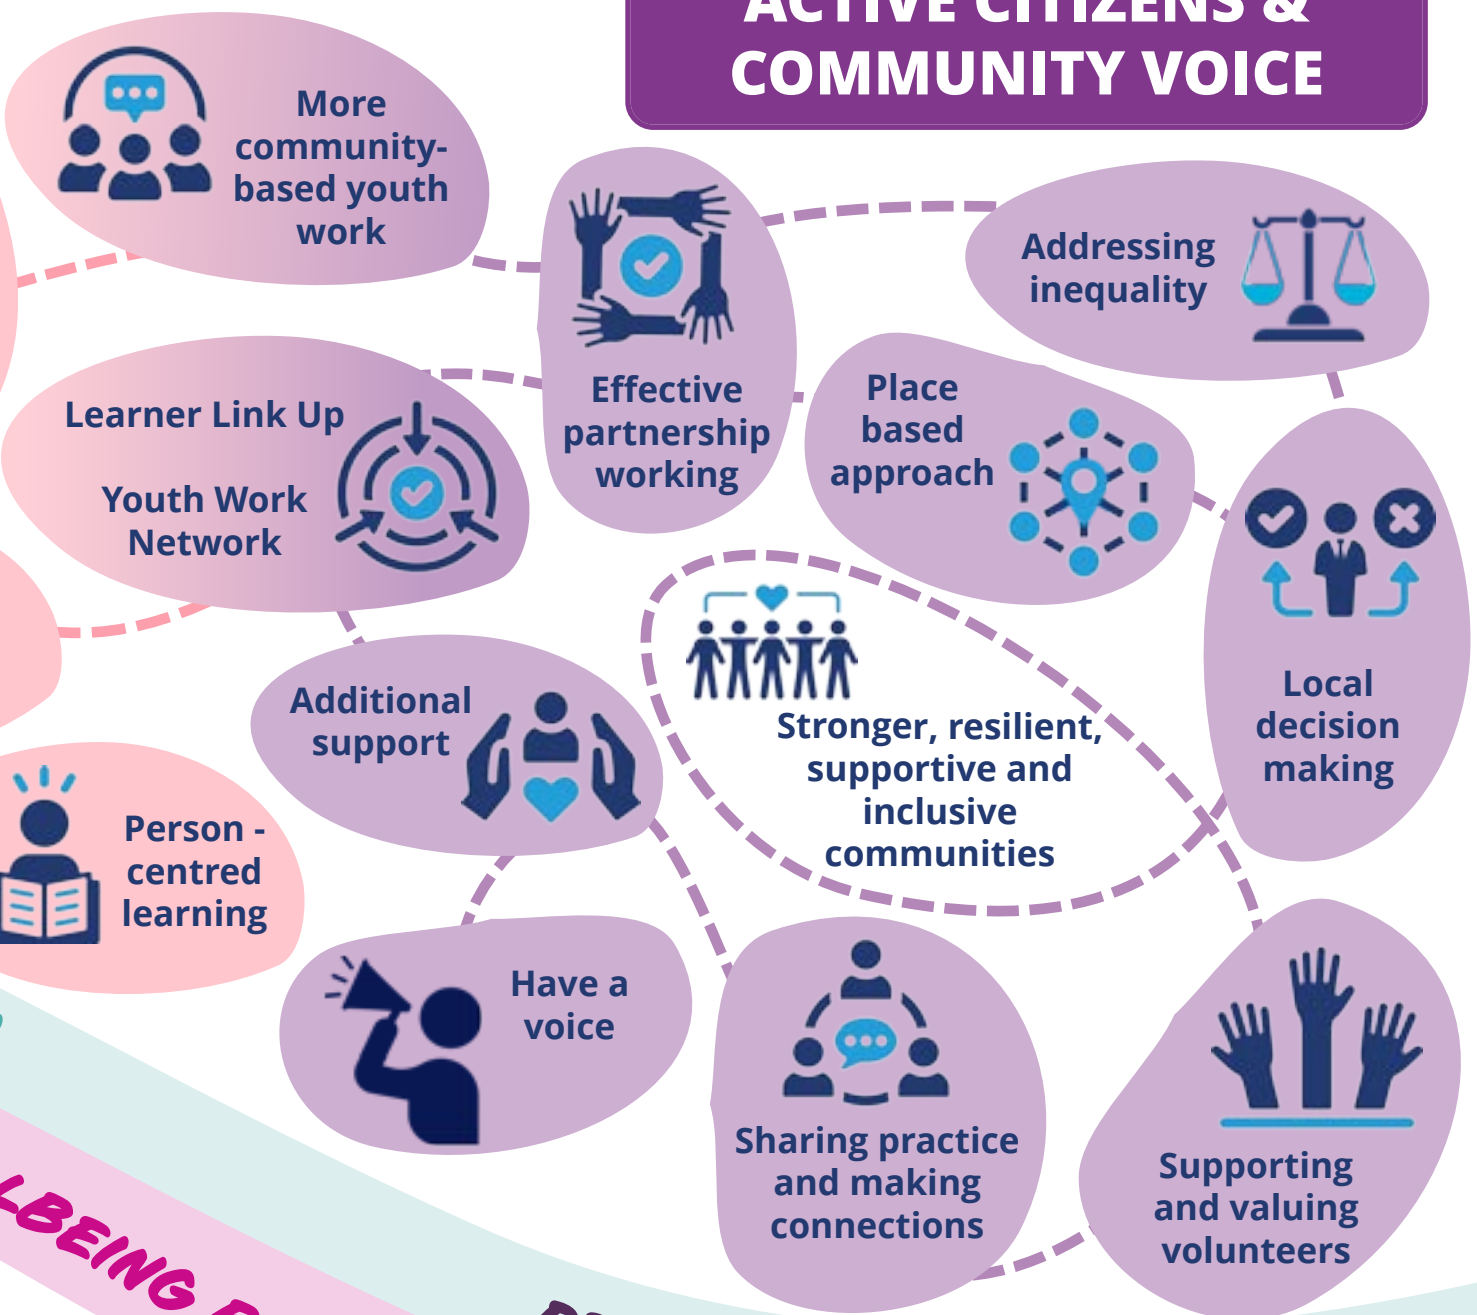 ACTIVE CITIZENS &
COMMUNITY VOICE
More
community-
based youth
work
Effective
partnership
working
Addressing
inequality
Learner Link Up
Youth Work
Network
Place
based
approach
Local
decision
making
Additional
support
Stronger, resilient,
supportive and
inclusive
communities
Person -
centred
learning
Have a
voice
Sharing practice
and making
connections
Supporting
and valuing
volunteers
LBEING